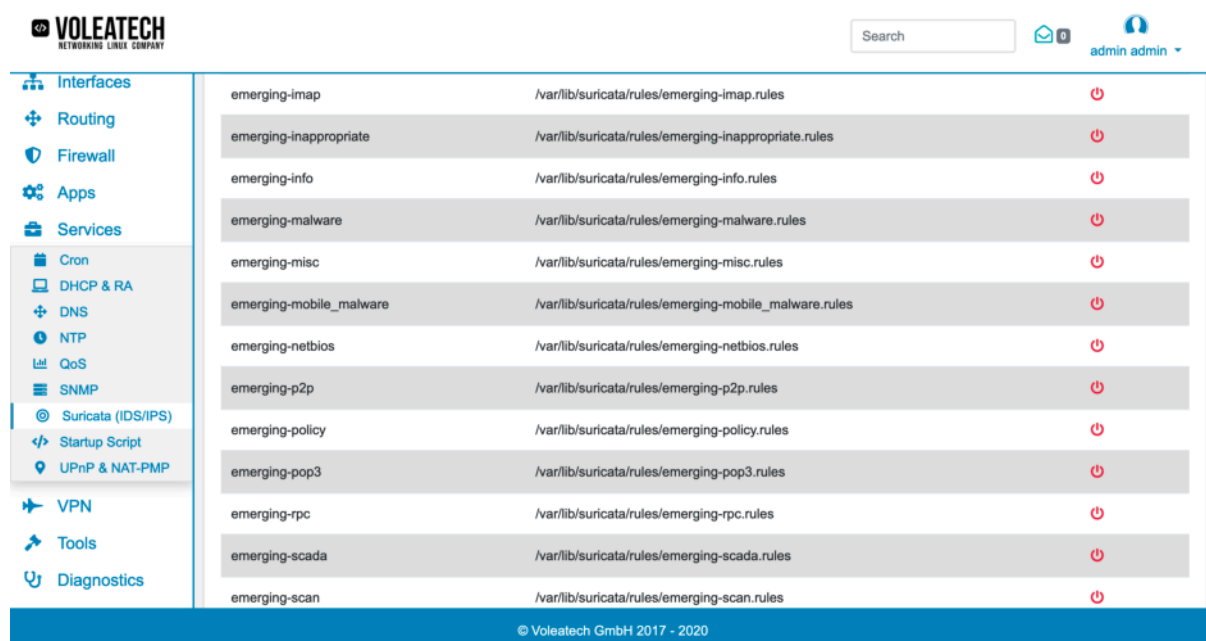 VOLEATECH
NETWORKING LINUX COMPANY
Search
0
admin admin
Interfaces
Routing
Firewall
Apps
Services
Cron
DHCP & RA
DNS
NTP
QoS
SNMP
Suricata (IDS/IPS)
Startup Script
UPnP & NAT-PMP
VPN
Tools
Diagnostics
emerging-imap /var/lib/suricata/rules/emerging-imap.rules
emerging-inappropriate /var/lib/suricata/rules/emerging-inappropriate.rules
emerging-info /var/lib/suricata/rules/emerging-info.rules
emerging-malware /var/lib/suricata/rules/emerging-malware.rules
emerging-misc /var/lib/suricata/rules/emerging-misc.rules
emerging-mobile_malware /var/lib/suricata/rules/emerging-mobile_malware.rules
emerging-netbios /var/lib/suricata/rules/emerging-netbios.rules
emerging-p2p /var/lib/suricata/rules/emerging-p2p.rules
emerging-policy /var/lib/suricata/rules/emerging-policy.rules
emerging-pop3 /var/lib/suricata/rules/emerging-pop3.rules
emerging-rpc /var/lib/suricata/rules/emerging-rpc.rules
emerging-scada /var/lib/suricata/rules/emerging-scada.rules
emerging-scan /var/lib/suricata/rules/emerging-scan.rules
© Voleatech GmbH 2017 - 2020